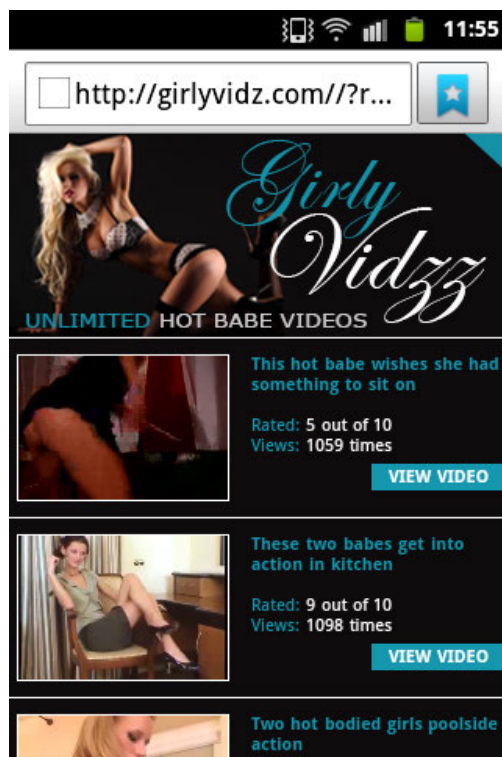 11:55
http://girlyvidz.com//?r...
Girly
Vidzz
UNLIMITED HOT BABE VIDEOS
This hot babe wishes she had
something to sit on
Rated: 5 out of 10
Views: 1059 times
VIEW VIDEO
These two babes get into
action in kitchen
Rated: 9 out of 10
Views: 1098 times
VIEW VIDEO
Two hot bodied girls poolside
action